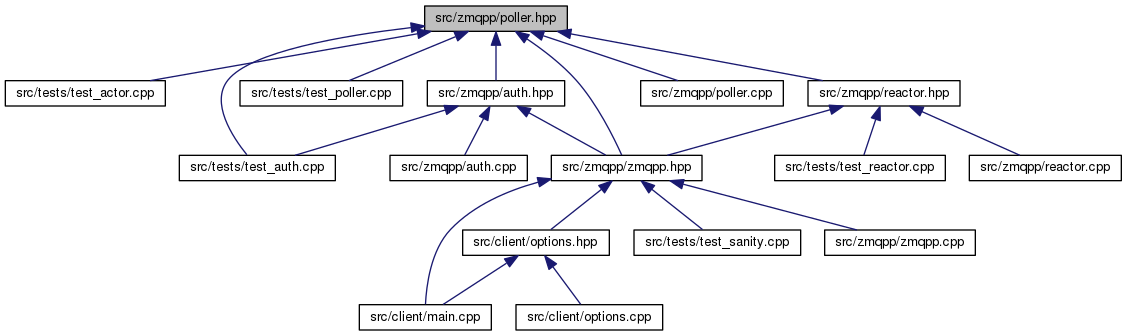 src/zmqpp/poller.hpp
src/tests/test_actor.cpp
src/tests/test_poller.cpp
src/zmqpp/auth.hpp
src/zmqpp/poller.cpp
src/zmqpp/reactor.hpp
src/tests/test_auth.cpp
src/zmqpp/auth.cpp
src/zmqpp/zmqpp.hpp
src/tests/test_reactor.cpp
src/zmqpp/reactor.cpp
src/client/options.hpp
src/tests/test_sanity.cpp
src/zmqpp/zmqpp.cpp
src/client/main.cpp
src/client/options.cpp